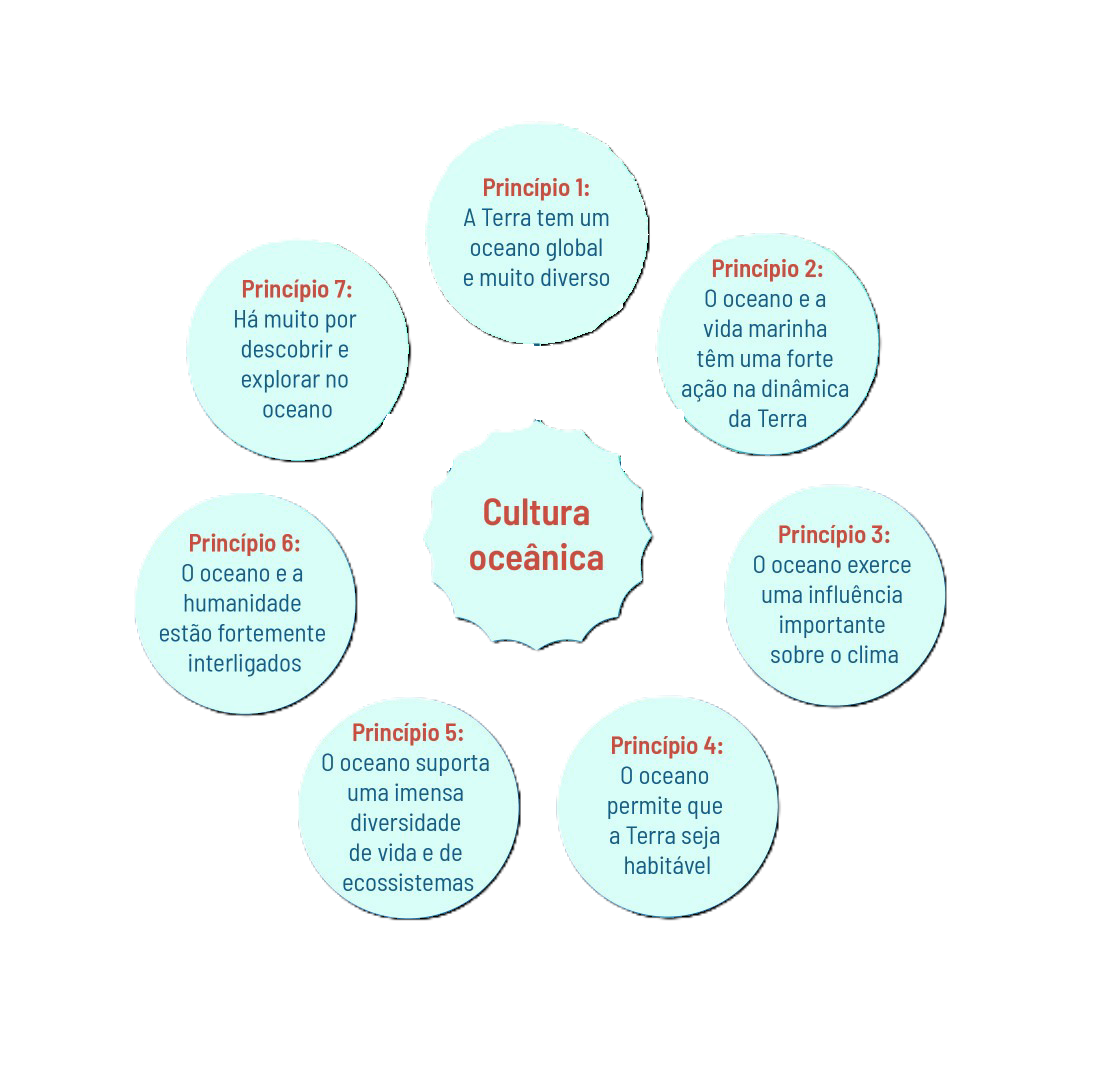 Princípio 1:
A Terra tem um
oceano global
e muito diverso
Princípio 2:
O oceano e a
vida marinha
têm uma forte
ação na dinâmica
da Terra
Princípio 3:
O oceano exerce
uma influência
importante
sobre o clima
Princípio 4:
O oceano
permite que
a Terra seja
habitável
Princípio 5:
O oceano suporta
uma imensa
diversidade
de vida e de
ecossistemas
Princípio 6:
O oceano e a
humanidade
estão fortemente
interligados
Princípio 7:
Há muito por
descobrir e
explorar no
oceano
Cultura
oceânica